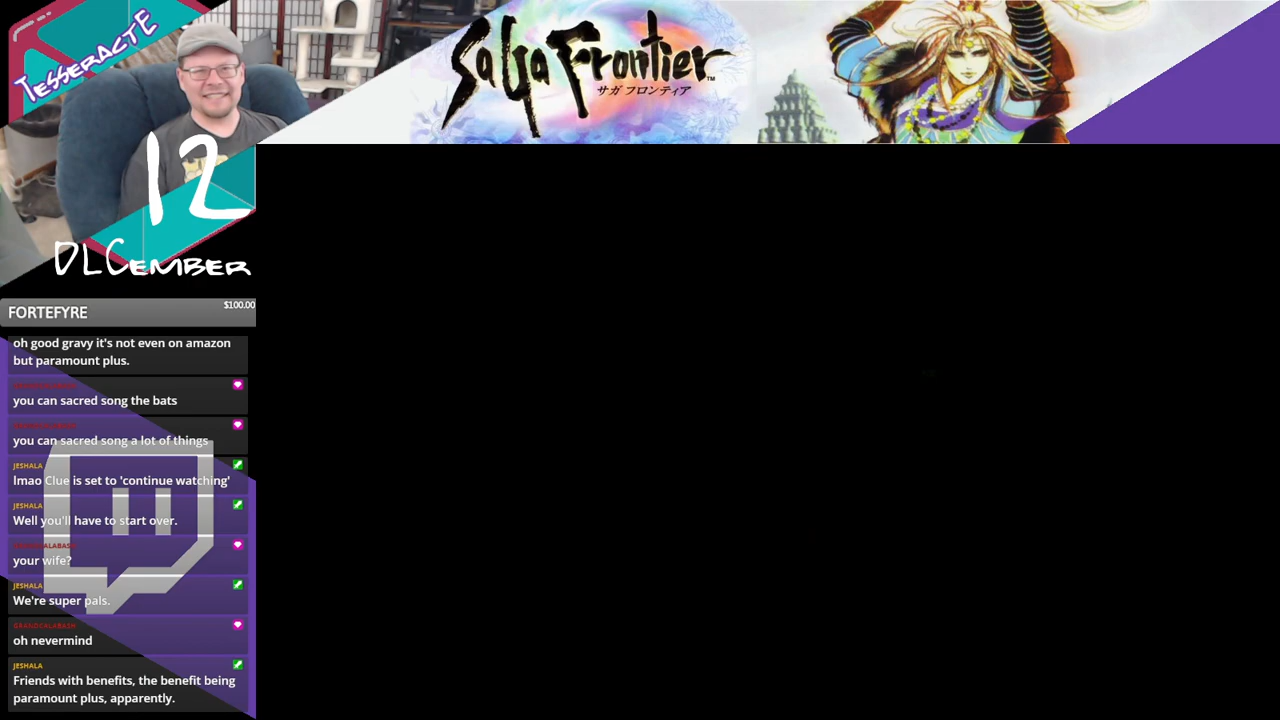 TESSERACTE
SaGa Frontier™
サガ フロンティア
12
DLCEMBER
FORTEFYRE
$100.00
oh good gravy it's not even on amazon
but paramount plus.
you can sacred song the bats
you can sacred song a lot of things
JESHALA
lmao Clue is set to 'continue watching'
JESHALA
Well you'll have to start over.
your wife?
JESHALA
We're super pals.
GRANDKALABASH
oh nevermind
JESHALA
Friends with benefits, the benefit being
paramount plus, apparently.